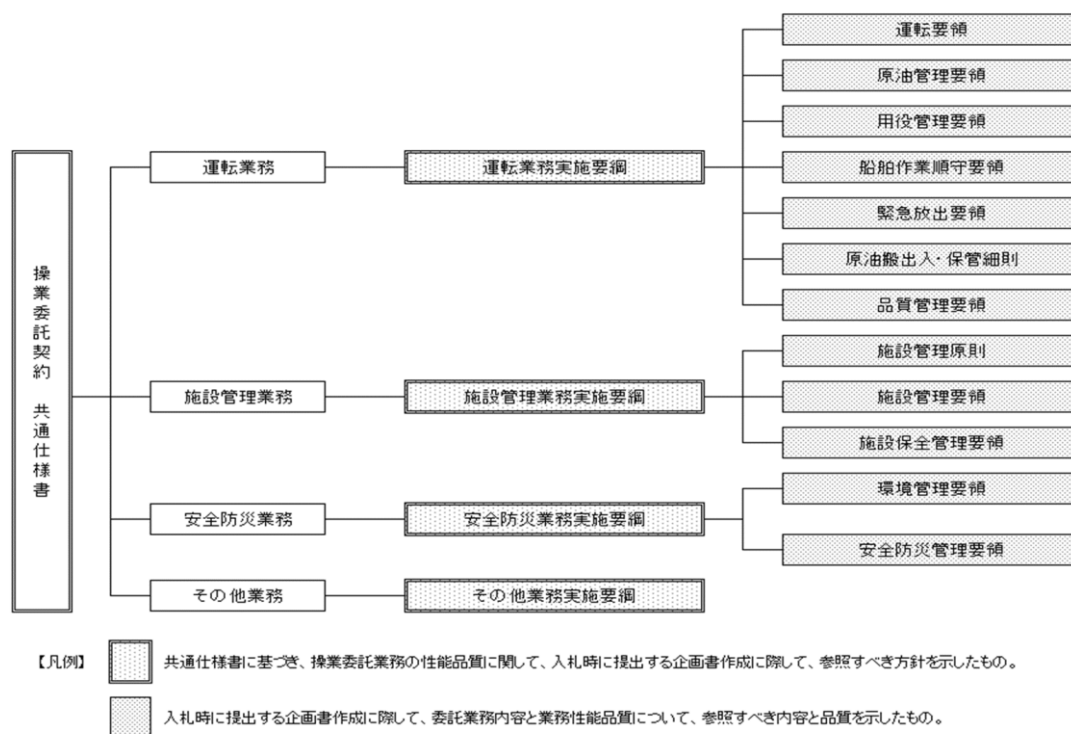 操業委託契約 共通仕様書
運転業務
運転業務実施要綱
運転要領
原油管理要領
用役管理要領
船舶作業順守要領
緊急放出要領
原油搬出入・保管細則
品質管理要領
施設管理業務
施設管理業務実施要綱
施設管理原則
施設管理要領
施設保全管理要領
安全防災業務
安全防災業務実施要綱
環境管理要領
安全防災管理要領
その他業務
その他業務実施要綱
【凡例】
共通仕様書に基づき、操業委託業務の性能品質に関して、入札時に提出する企画書作成に際して、参照すべき方針を示したもの。
入札時に提出する企画書作成に際して、委託業務内容と業務性能品質について、参照すべき内容と品質を示したもの。